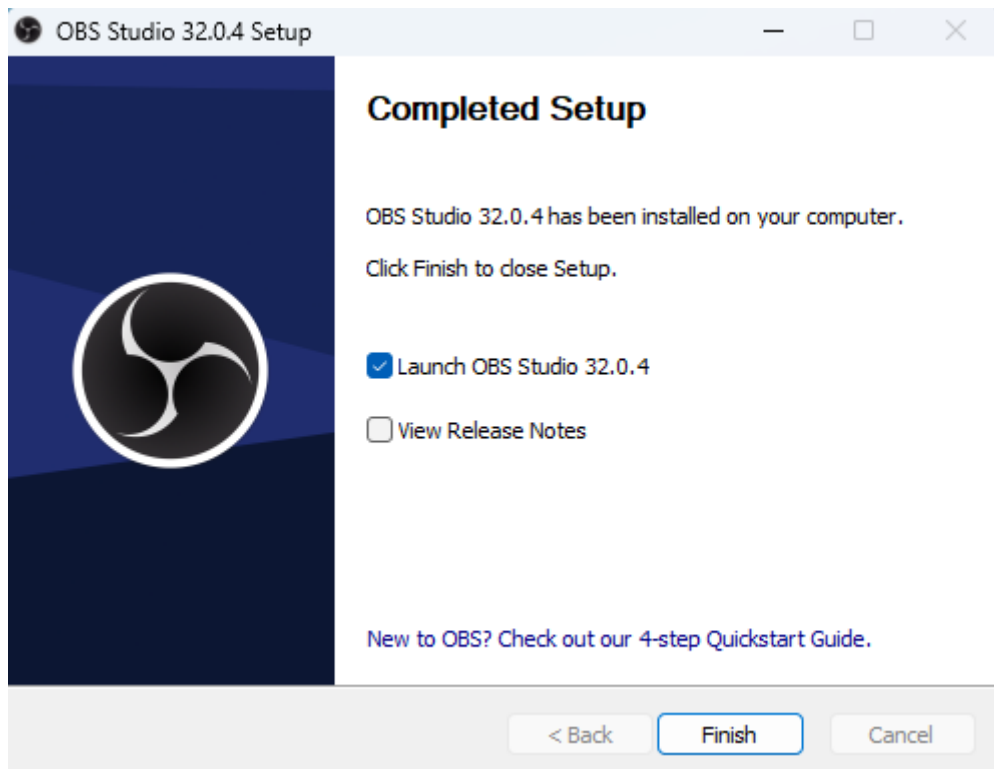 OBS Studio 32.0.4 Setup
Completed Setup
OBS Studio 32.0.4 has been installed on your computer.
Click Finish to close Setup.
Launch OBS Studio 32.0.4
View Release Notes
New to OBS? Check out our 4-step Quickstart Guide.
< Back Finish Cancel